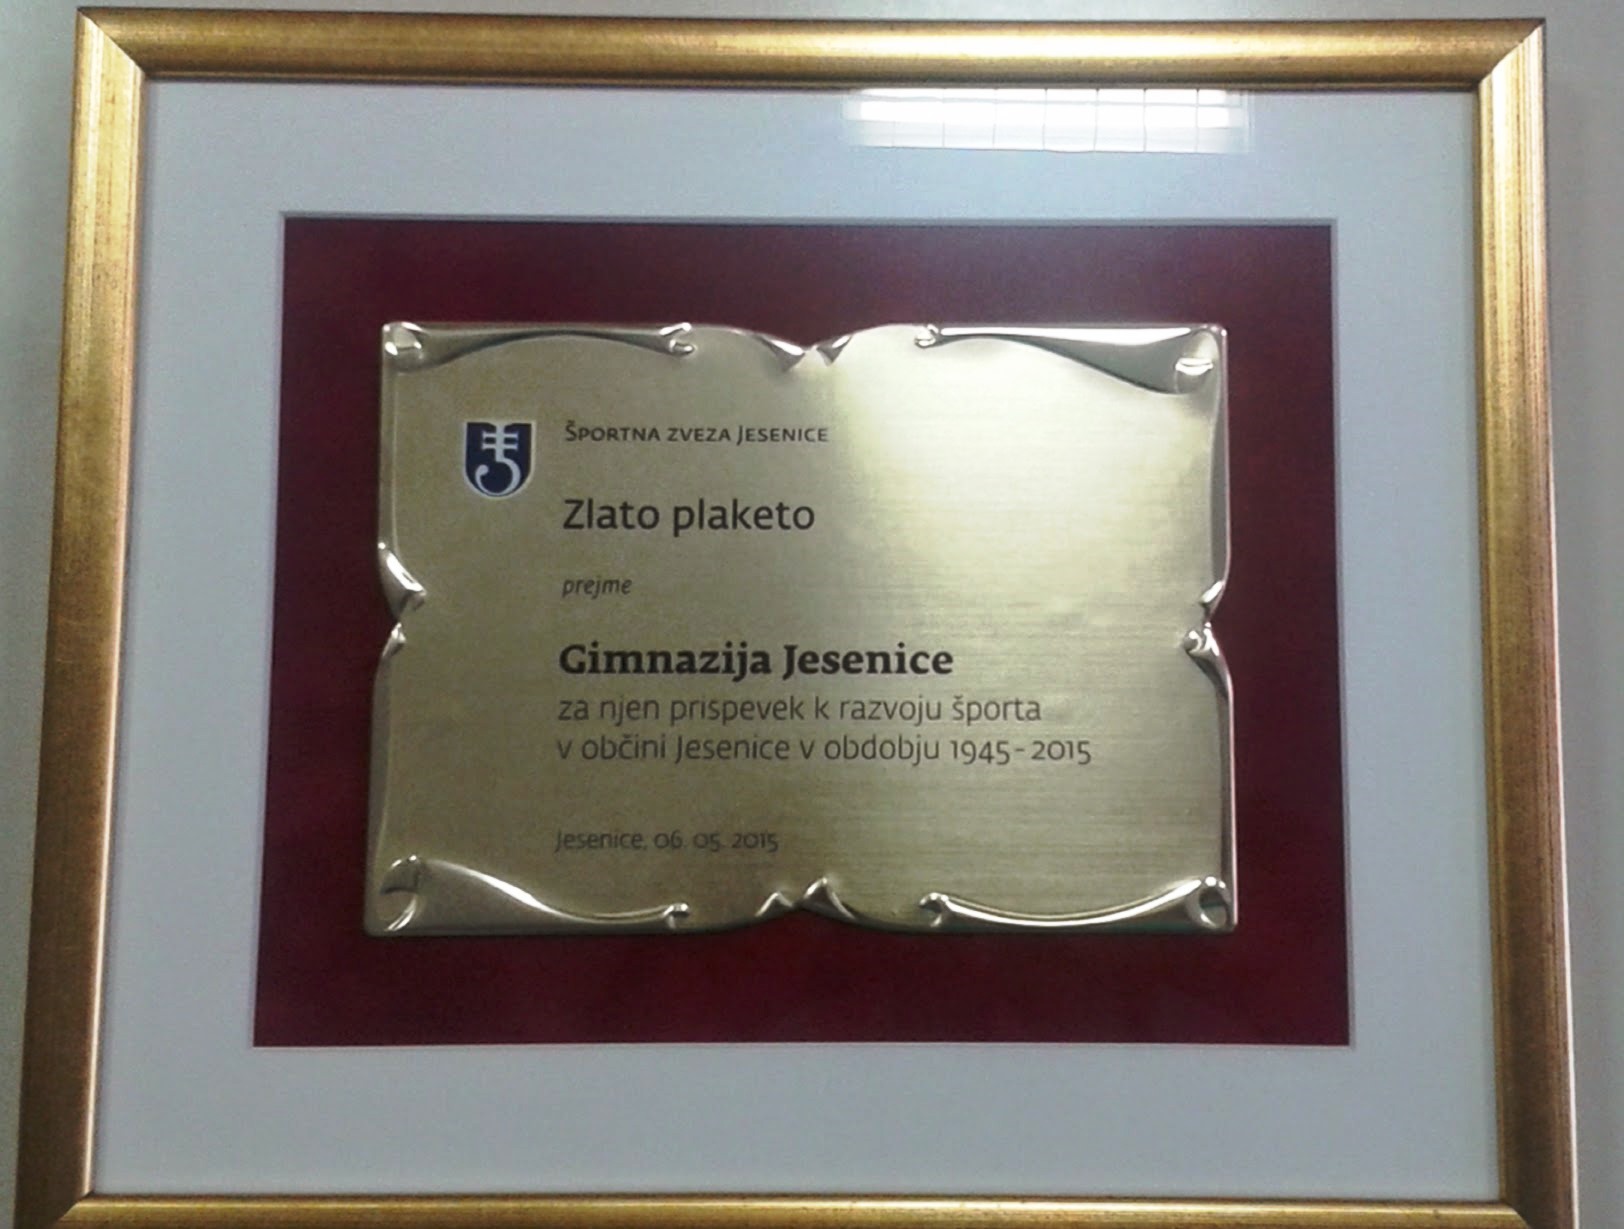 Športna zveza Jesenice
Zlato plaketo
prejme
Gimnazija Jesenice
za njen prispevek k razvoju športa
v občini Jesenice v obdobju 1945-2015
Jesenice, 06. 05. 2015